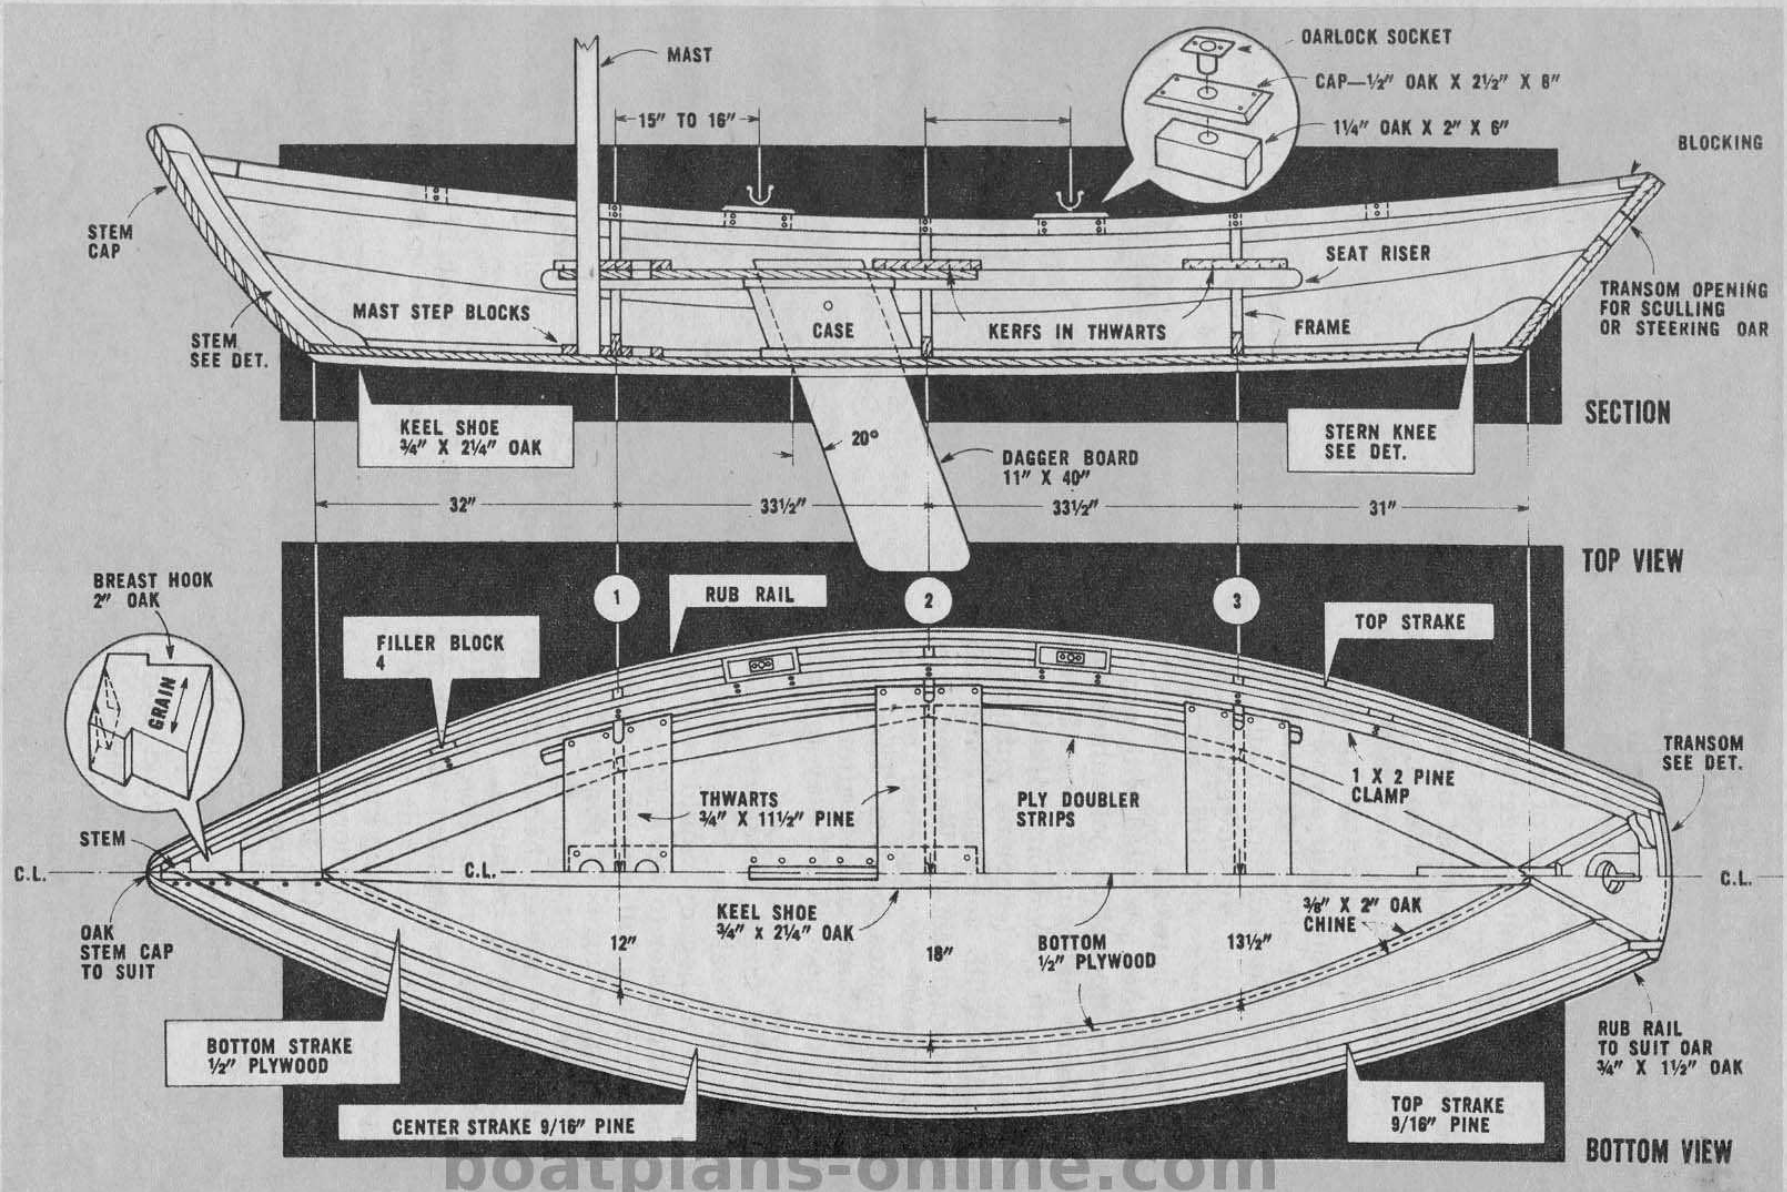 OARLOCK SOCKET
MAST
CAP—½" OAK X 2½" X 8"
15" TO 16"
1¼" OAK X 2" X 6"
BLOCKING
STEM
CAP
SEAT RISER
TRANSOM OPENING
FOR SCULLING
OR STEERING OAR
MAST STEP BLOCKS
CASE
KERFS IN THWARTS
FRAME
STEM
SEE DET.
SECTION
KEEL SHOE
¾" X 2¼" OAK
20°
STERN KNEE
SEE DET.
DAGGER BOARD
11" X 40"
32"
33½"
33½"
31"
TOP VIEW
BREAST HOOK
2" OAK
1
RUB RAIL
2
3
TOP STRAKE
FILLER BLOCK
4
GRAIN
TRANSOM
SEE DET.
1 X 2 PINE
CLAMP
THWARTS
¾" X 11½" PINE
PLY DOUBLER
STRIPS
STEM
C.L.
C.L.
C.L.
KEEL SHOE
¾" X 2¼" OAK
⅜" X 2" OAK
CHINE
OAK
STEM CAP
TO SUIT
12"
18"
BOTTOM
½" PLYWOOD
13½"
RUB RAIL
TO SUIT OAR
¾" X 1½" OAK
BOTTOM STRAKE
½" PLYWOOD
CENTER STRAKE 9/16" PINE
TOP STRAKE
9/16" PINE
BOTTOM VIEW
boatplans-online.com